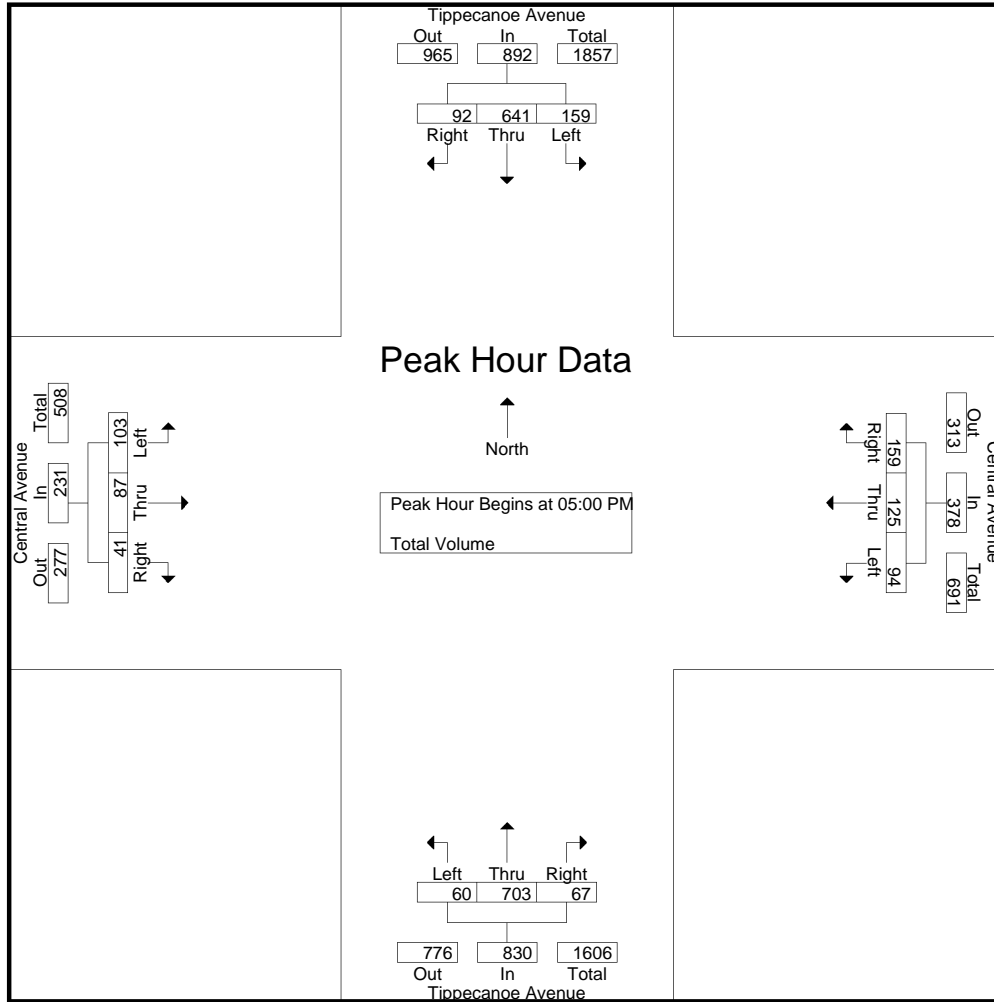 Tippecanoe Avenue
Out In Total
965 892 1857
92 641 159
Right Thru Left
Peak Hour Data
North
Peak Hour Begins at 05:00 PM
Total Volume
Central Avenue
Total In Out
508 231 277
103 87 41
Left Thru Right
Central Avenue
Out In Total
313 378 691
159 125 94
Right Thru Left
Left Thru Right
60 703 67
776 830 1606
Out In Total
Tippecanoe Avenue